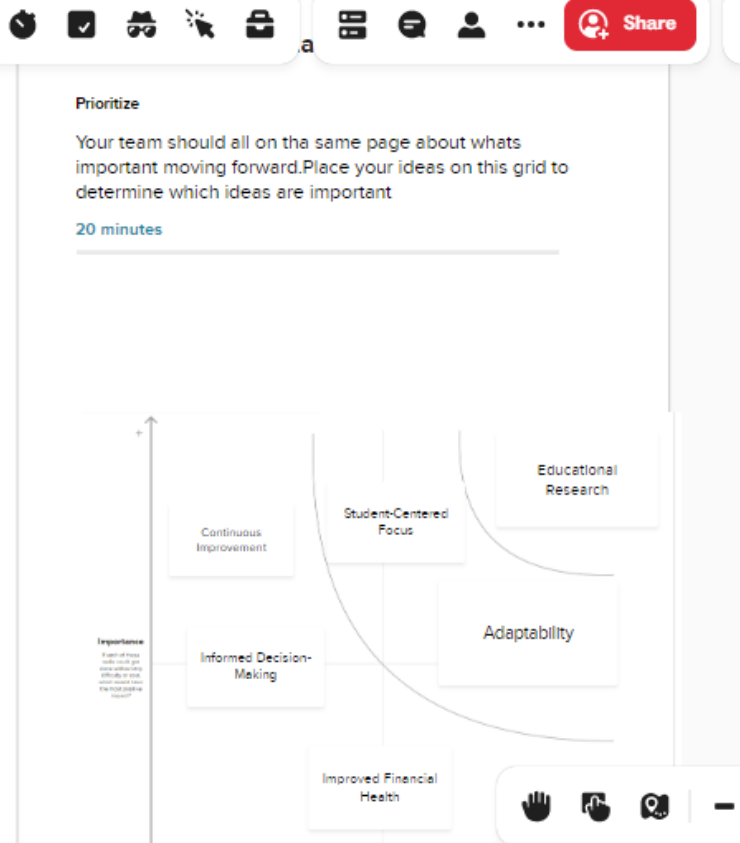 Share
a
Prioritize
Your team should all on tha same page about whats
important moving forward.Place your ideas on this grid to
determine which ideas are important
20 minutes
+
Educational
Research
Student-Centered
Focus
Continuous
Improvement
Adaptability
Importance
Informed Decision-
Making
Improved Financial
Health